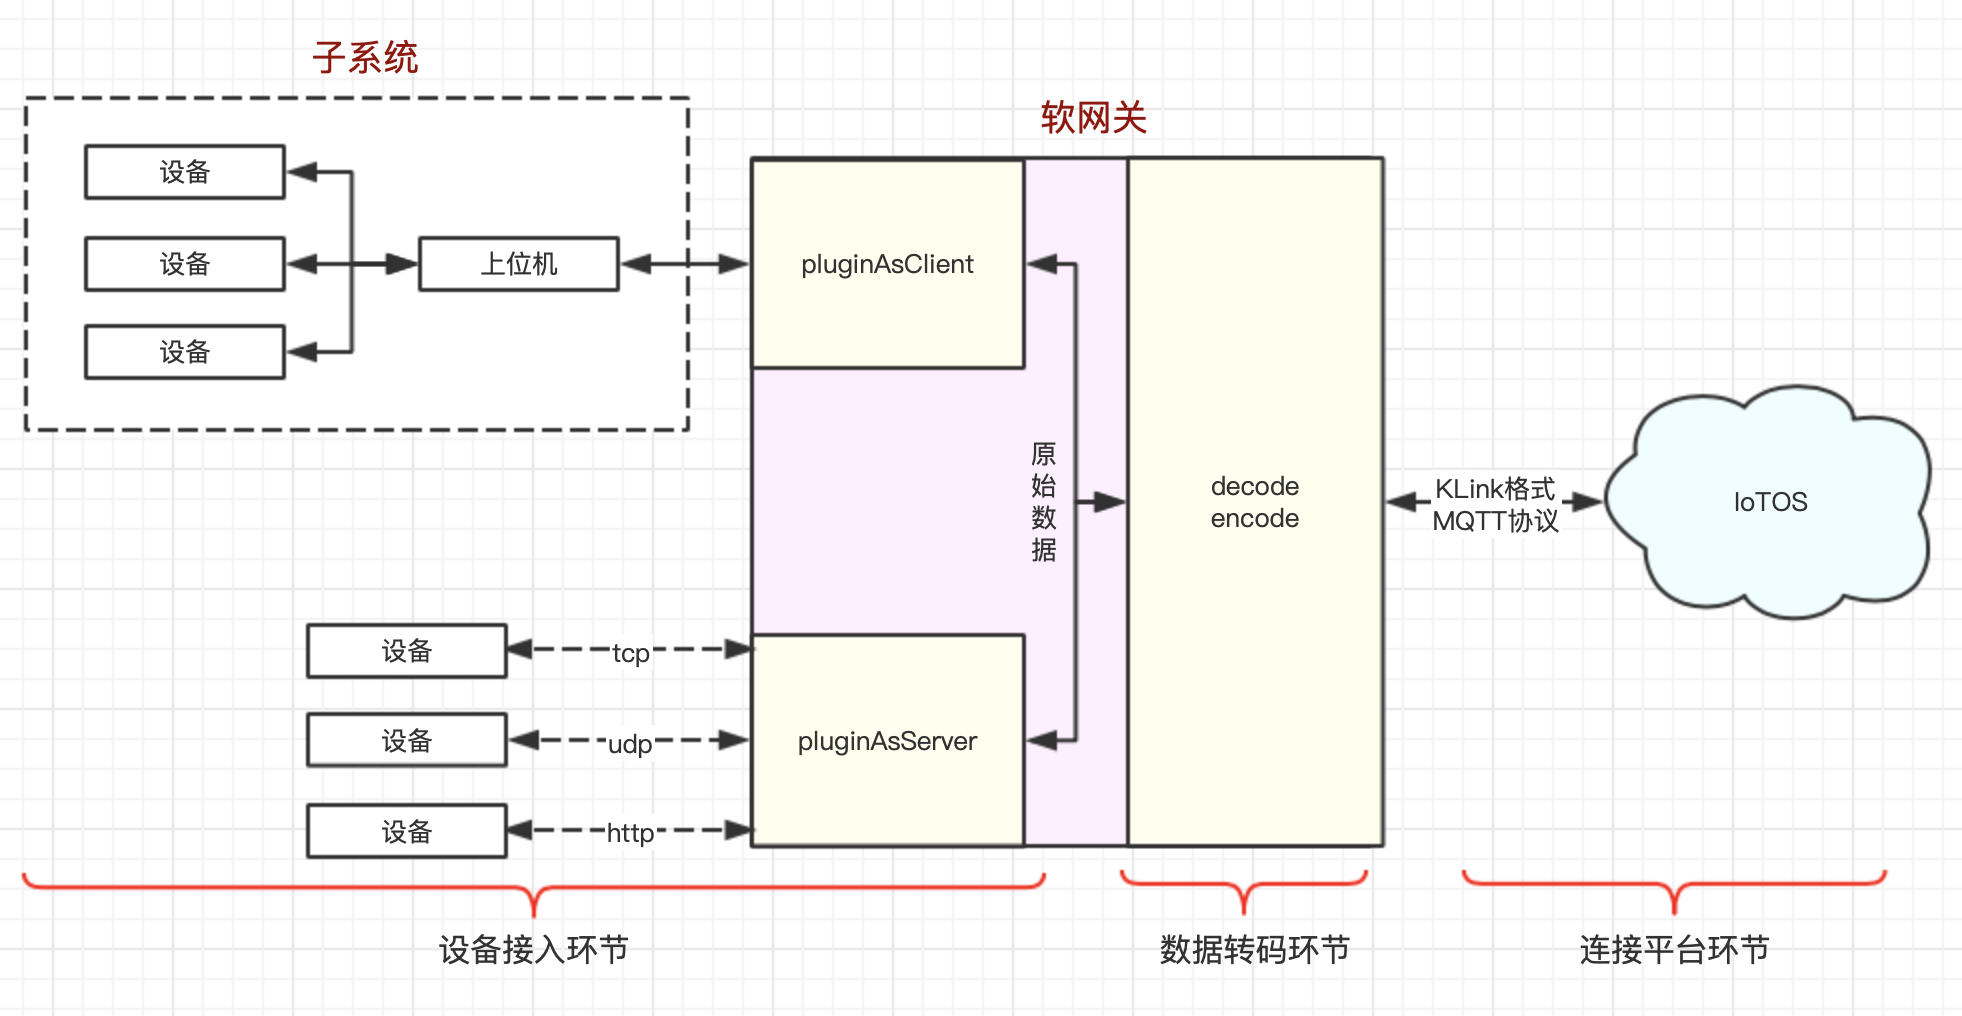 子系统
软网关
设备
设备
设备
上位机
pluginAsClient
原
始
数
据
decode
encode
KLink格式
MQTT协议
IoTOS
设备
tcp
设备
udp
设备
http
pluginAsServer
设备接入环节
数据转码环节
连接平台环节